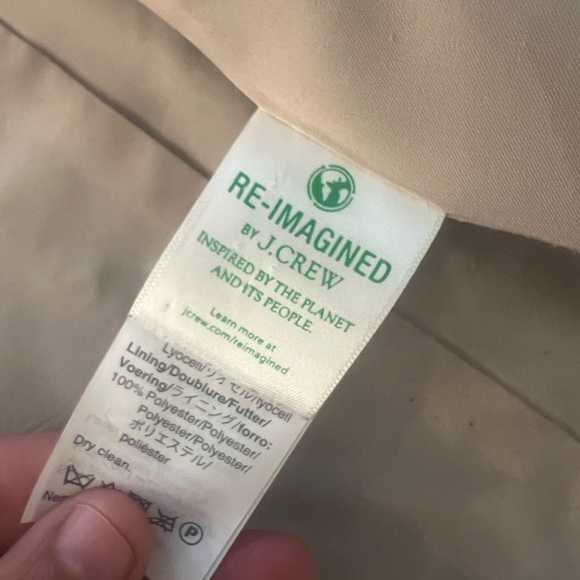 RE-IMAGINED
BY J.CREW
INSPIRED BY THE PLANET
AND ITS PEOPLE.
Learn more at
jcrew.com/reimagined
Lyocell/リヨセル/lyocell
Lining/Doublure/Futter/
Voering/ライニング/forro:
100% Polyester/Polyester/
Polyester/Polyester/
ポリエステル/
poliéster
Dry clean.
P